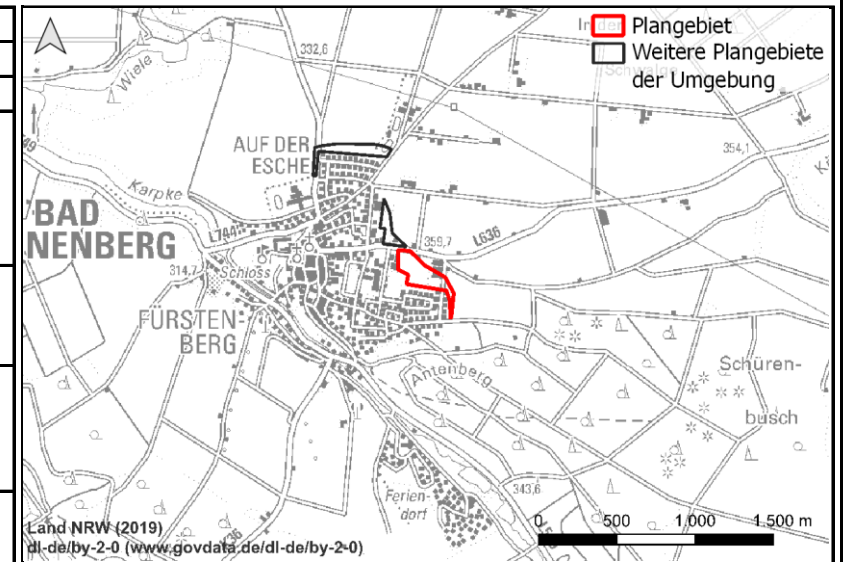 Plangebiet
Weitere Plangebiete
der Umgebung
332,6
Wiele
AUF DER
ESCHE
354,1
Karpke
BAD
NENBERG
L744
359,7
L636
314,7
Schloss
FÜRSTEN-
BERG
Antenberg
Schüren-
busch
Ferien-
dorf
343,6
Land NRW (2019)
dl-de/by-2-0 (www.govdata.de/dl-de/by-2-0)
0 500 1.000 1.500 m